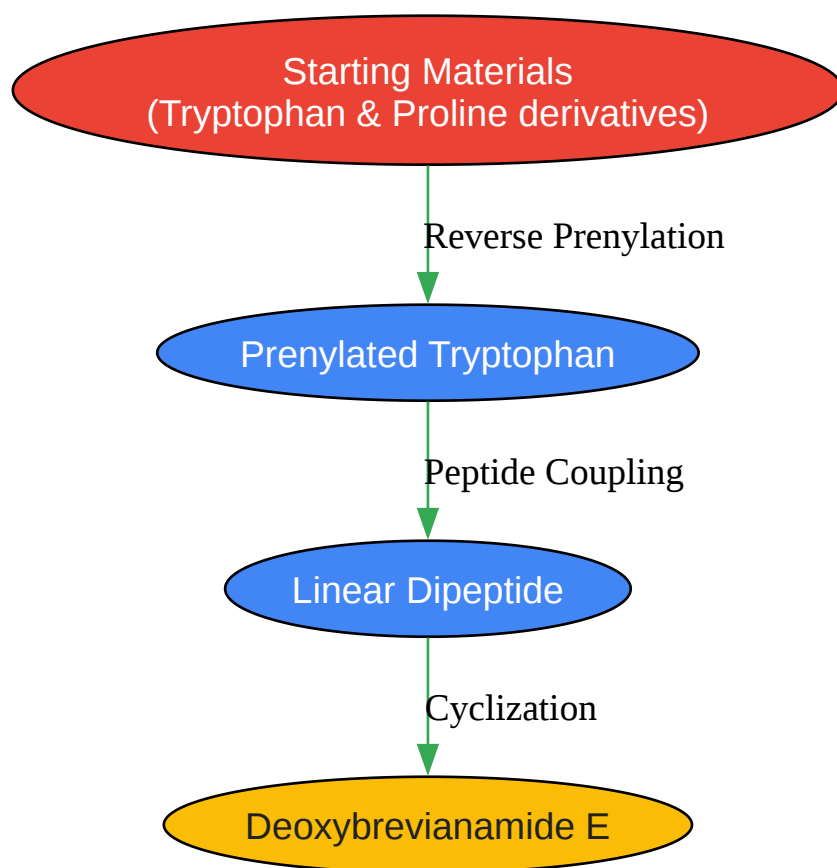 Starting Materials
(Tryptophan & Proline derivatives)
Reverse Prenylation
Prenylated Tryptophan
Peptide Coupling
Linear Dipeptide
Cyclization
Deoxybrevianamide E